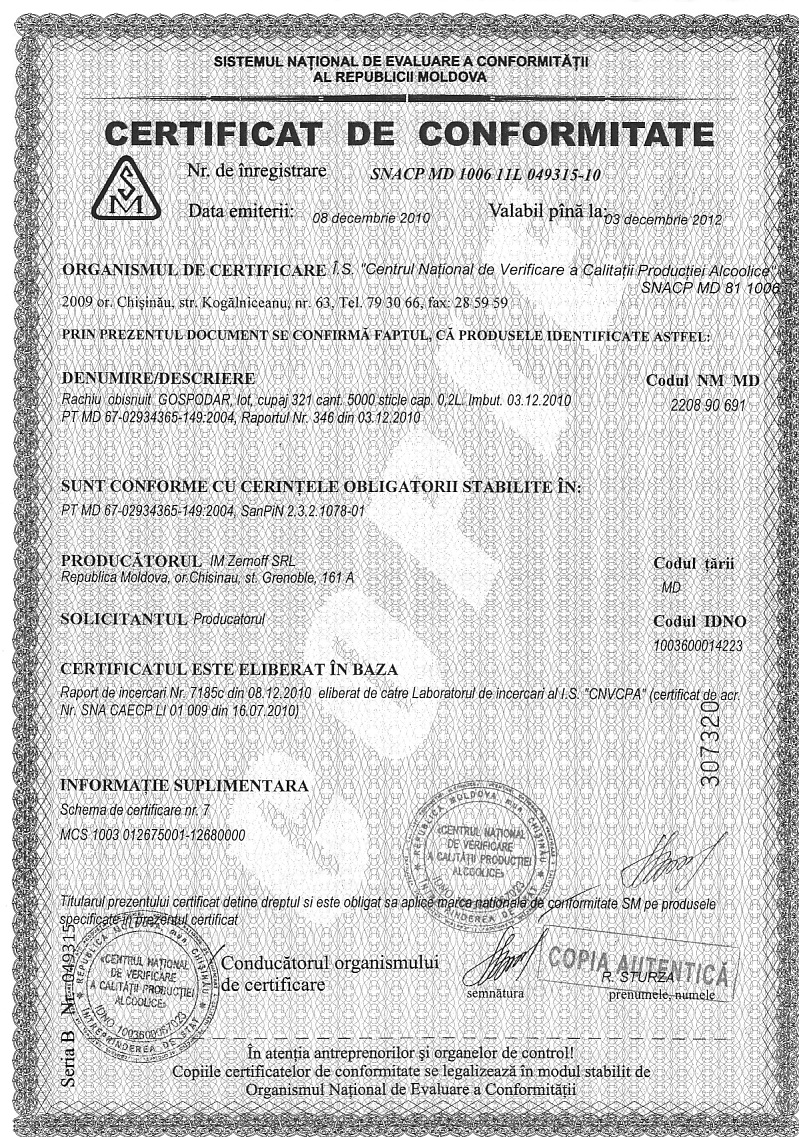 SISTEMUL NAȚIONAL DE EVALUARE A CONFORMITĂȚII
AL REPUBLICII MOLDOVA
CERTIFICAT DE CONFORMITATE
S
M
Nr. de înregistrare SNACP MD 1006 11L 049315-10
Data emiterii: 08 decembrie 2010 Valabil pînă la: 03 decembrie 2012
ORGANISMUL DE CERTIFICARE Î.S. "Centrul Național de Verificare a Calitații Producției Alcoolice"
SNACP MD 81 1006
2009 or. Chișinău, str. Kogălniceanu, nr. 63, Tel. 79 30 66, fax: 28 59 59
PRIN PREZENTUL DOCUMENT SE CONFIRMĂ FAPTUL, CĂ PRODUSELE IDENTIFICATE ASTFEL:
DENUMIRE/DESCRIERE Codul NM MD
Rachiu obisnuit GOSPODAR, lot, cupaj 321 cant. 5000 sticle cap. 0,2L. Imbut. 03.12.2010 2208 90 691
PT MD 67-02934365-149:2004, Raportul Nr. 346 din 03.12.2010
SUNT CONFORME CU CERINȚELE OBLIGATORII STABILITE ÎN:
PT MD 67-02934365-149:2004, SanPiN 2.3.2.1078-01
PRODUCĂTORUL IM Zernoff SRL Codul țării
Republica Moldova, or.Chisinau, st. Grenoble, 161 A MD
SOLICITANTUL Producatorul Codul IDNO
1003600014223
CERTIFICATUL ESTE ELIBERAT ÎN BAZA
Raport de incercari Nr. 7185c din 08.12.2010 eliberat de catre Laboratorul de incercari al I.S. "CNVCPA" (certificat de acr.
Nr. SNA CAECP LI 01 009 din 16.07.2010)
307320
INFORMAȚIE SUPLIMENTARA
Schema de certificare nr. 7
MCS 1003 012675001-12680000
REPUBLICA MOLDOVA mun. CHIȘINĂU
«CENTRUL NAȚIONAL
DE VERIFICARE
A CALITĂȚII PRODUCȚIEI
ALCOOLICE»
ÎNTREPRINDEREA DE STAT
Titularul prezentului certificat detine dreptul si este obligat sa aplice marca nationala de conformitate SM pe produsele
specificate in prezentul certificat
REPUBLICA MOLDOVA mun. CHIȘINĂU
«CENTRUL NAȚIONAL
DE VERIFICARE
A CALITĂȚII PRODUCȚIEI
ALCOOLICE»
ÎNTREPRINDEREA DE STAT
Conducătorul organismului
de certificare
semnătura
COPIA AUTENTICĂ
R. STURZA
prenumele, numele
Seria B Nr. 049315
În atenția antreprenorilor și organelor de control!
Copiile certificatelor de conformitate se legalizează în modul stabilit de
Organismul Național de Evaluare a Conformității
COPIE